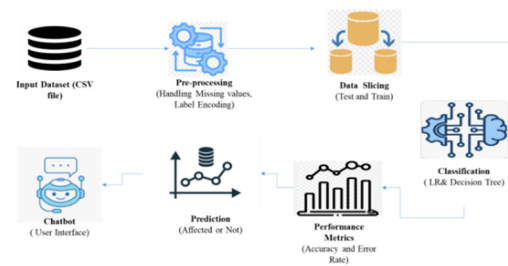 Input Dataset (CSV
file)
Pre-processing
(Handling Missing values,
Label Encoding)
Data Slicing
(Test and Train)
Classification
( LR& Decision Tree)
Performance
Metrics
(Accuracy and Error
Rate)
Prediction
(Affected or Not)
Chatbot
( User Interface)